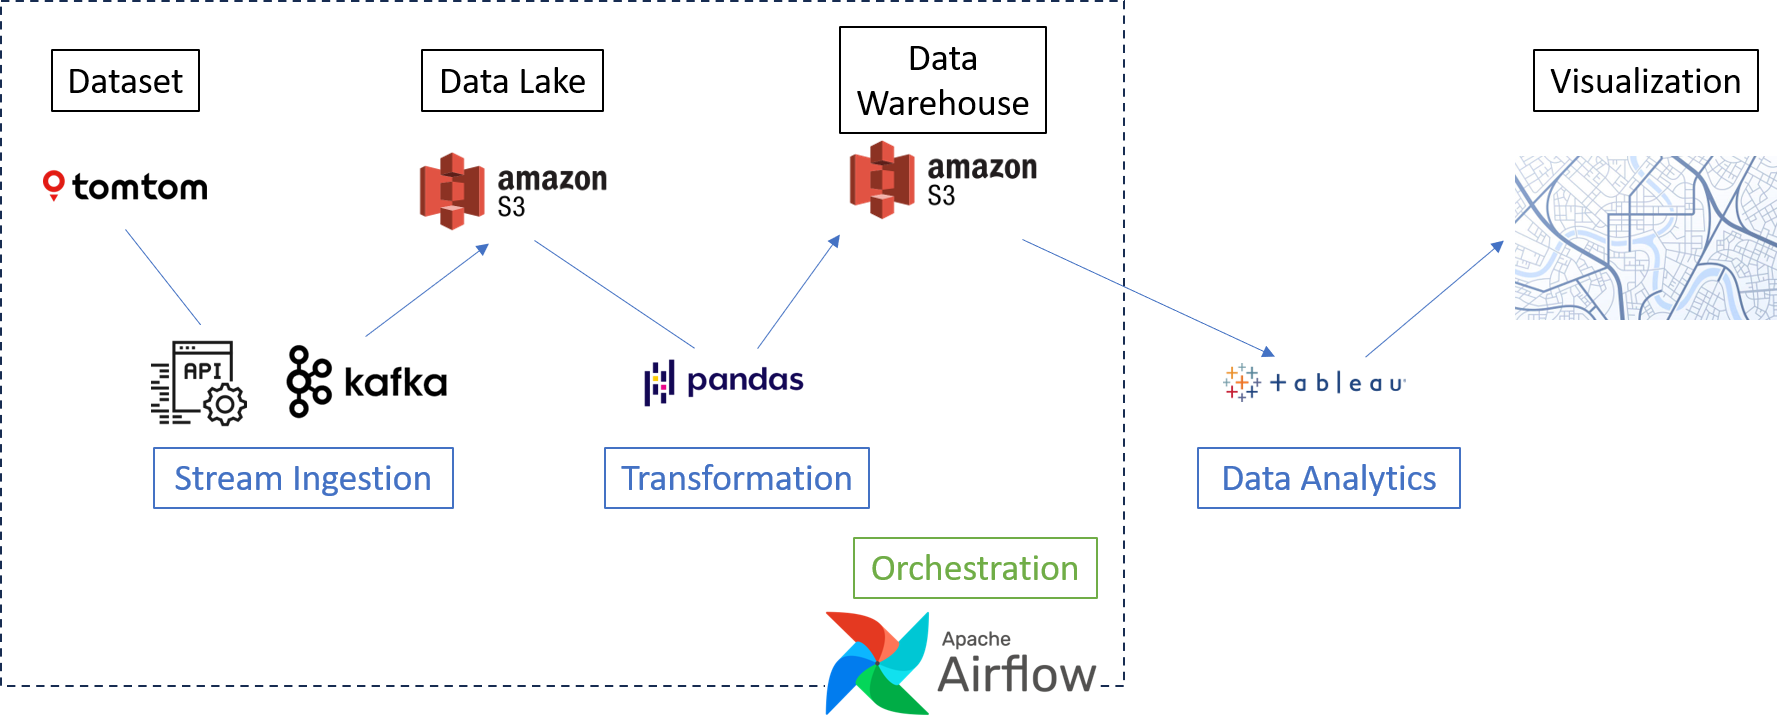 Dataset
Data Lake
Data
Warehouse
Visualization
tomtom
amazon
S3
amazon
S3
API
kafka
pandas
+ableau
Stream Ingestion
Transformation
Data Analytics
Orchestration
Apache
Airflow